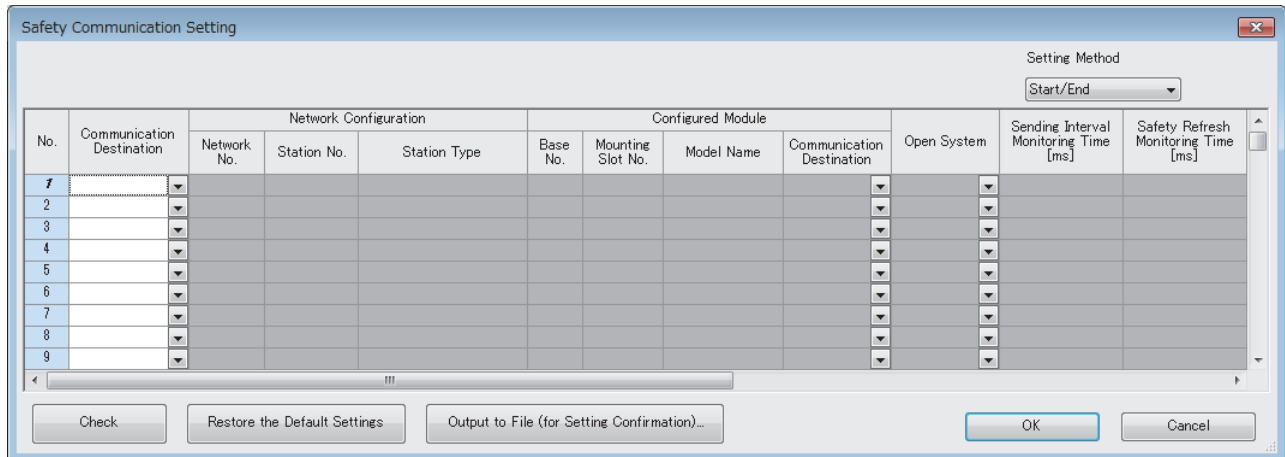 Safety Communication Setting
Setting Method
Start/End
No.
Communication
Destination
Network Configuration
Network
No.
Station No.
Station Type
Configured Module
Base
No.
Mounting
Slot No.
Model Name
Communication
Destination
Open System
Sending Interval
Monitoring Time
[ms]
Safety Refresh
Monitoring Time
[ms]
1
2
3
4
5
6
7
8
9
Check
Restore the Default Settings
Output to File (for Setting Confirmation)...
OK
Cancel